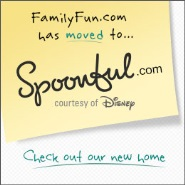 FamilyFun.com
has moved to...
Spoonful.com
courtesy of Disney
Check out our new home